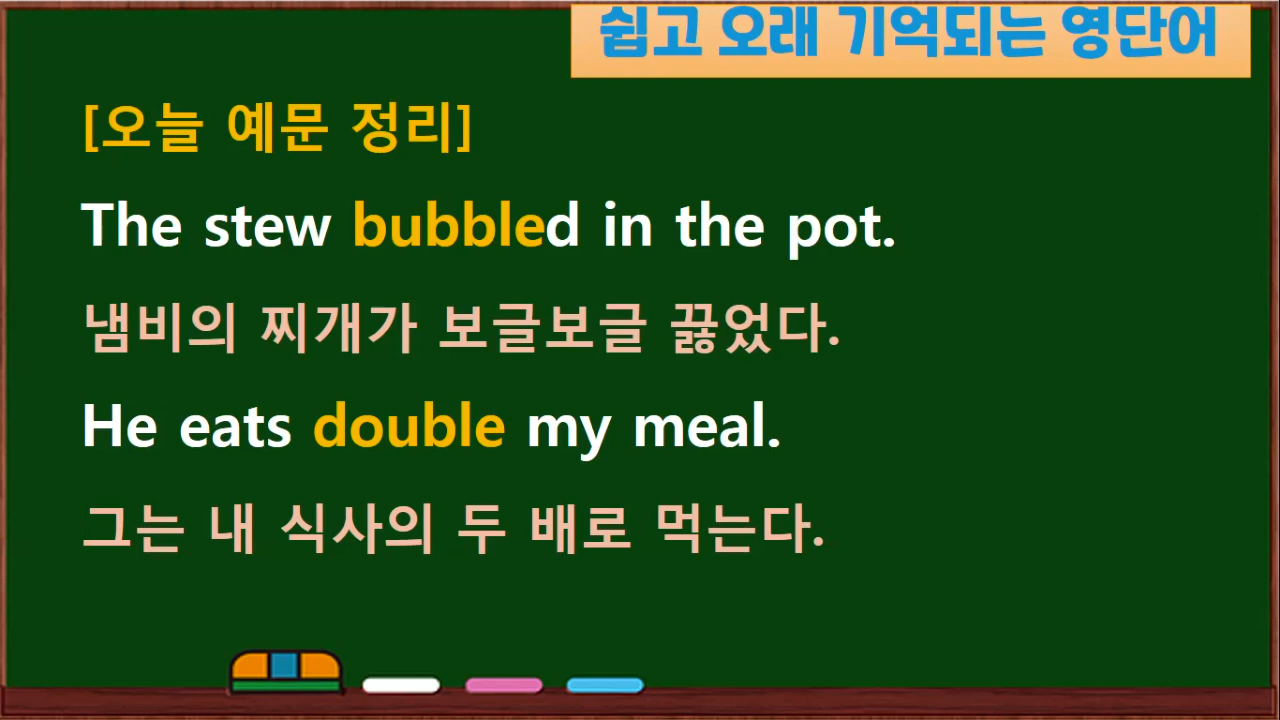 쉽고 오래 기억되는 영단어
[오늘 예문 정리]
The stew bubbled in the pot.
냄비의 찌개가 보글보글 끓었다.
He eats double my meal.
그는 내 식사의 두 배로 먹는다.